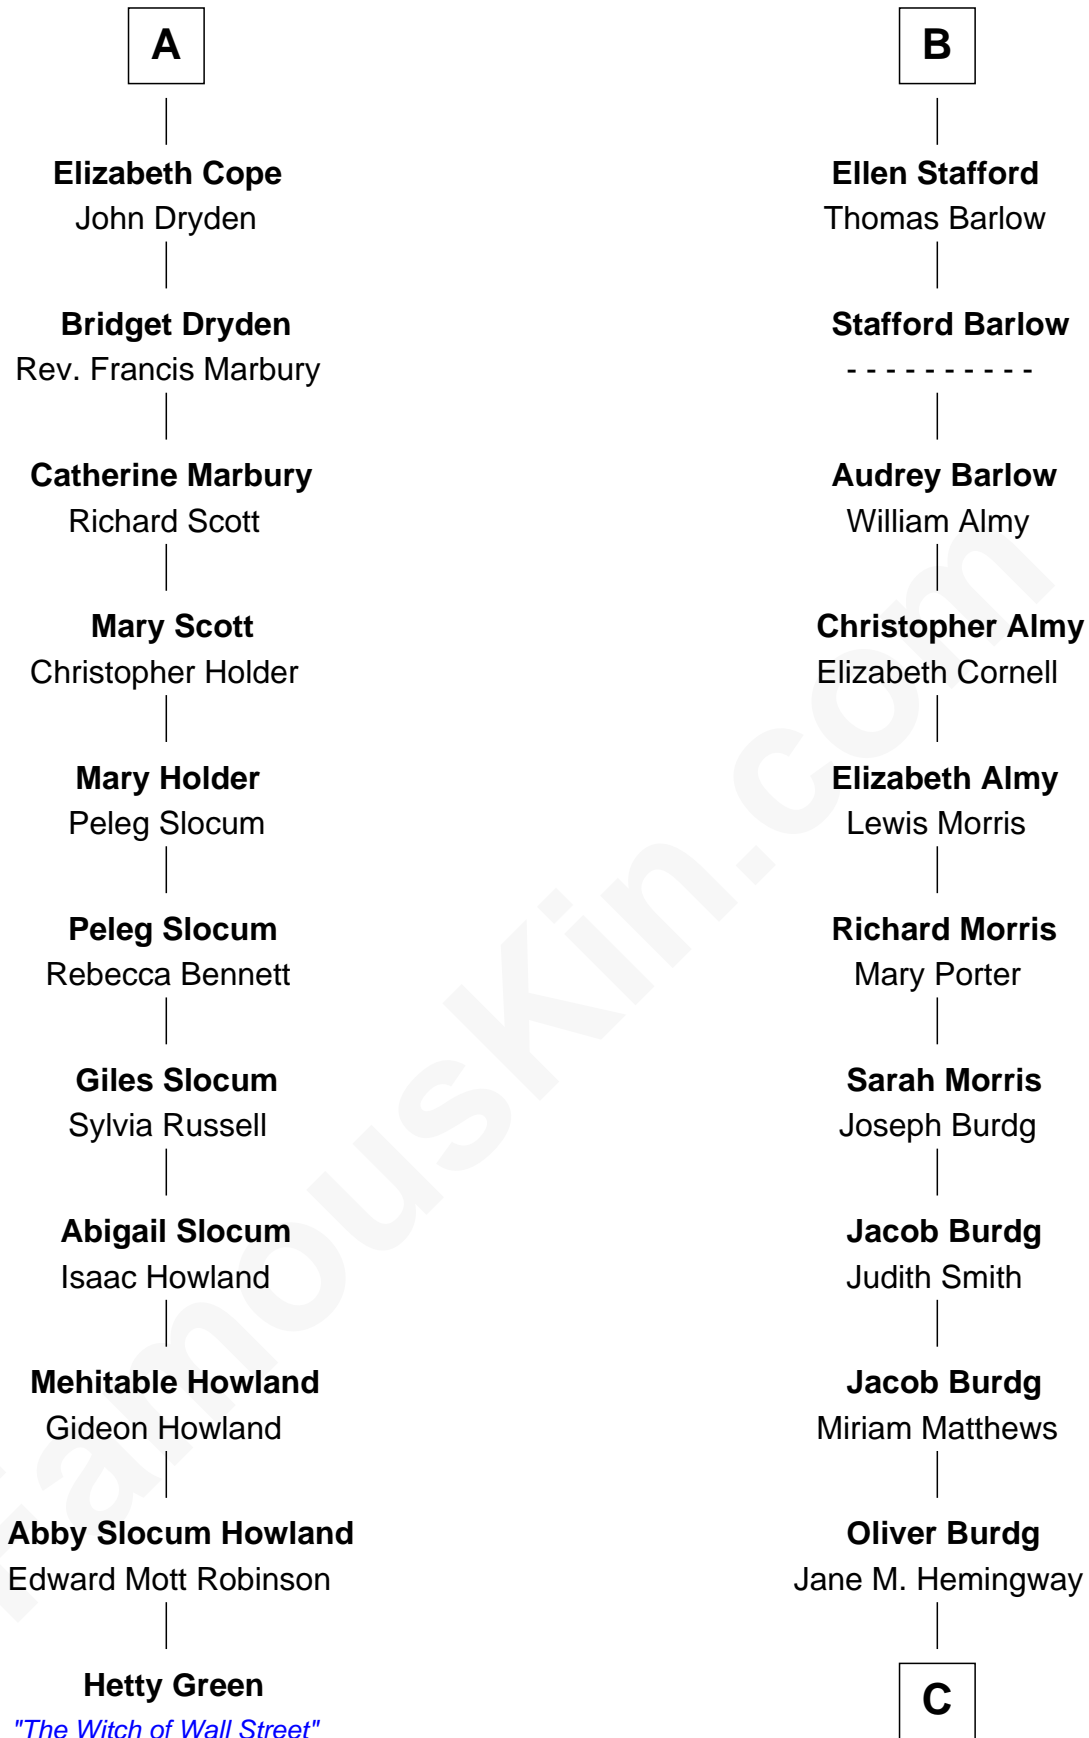 A
Elizabeth Cope
John Dryden
Bridget Dryden
Rev. Francis Marbury
Catherine Marbury
Richard Scott
Mary Scott
Christopher Holder
Mary Holder
Peleg Slocum
Peleg Slocum
Rebecca Bennett
Giles Slocum
Sylvia Russell
Abigail Slocum
Isaac Howland
Mehitable Howland
Gideon Howland
Abby Slocum Howland
Edward Mott Robinson
Hetty Green
"The Witch of Wall Street"
B
Ellen Stafford
Thomas Barlow
Stafford Barlow
- - - - - - - - - -
Audrey Barlow
William Almy
Christopher Almy
Elizabeth Cornell
Elizabeth Almy
Lewis Morris
Richard Morris
Mary Porter
Sarah Morris
Joseph Burdg
Jacob Burdg
Judith Smith
Jacob Burdg
Miriam Matthews
Oliver Burdg
Jane M. Hemingway
C
FamousKin.com